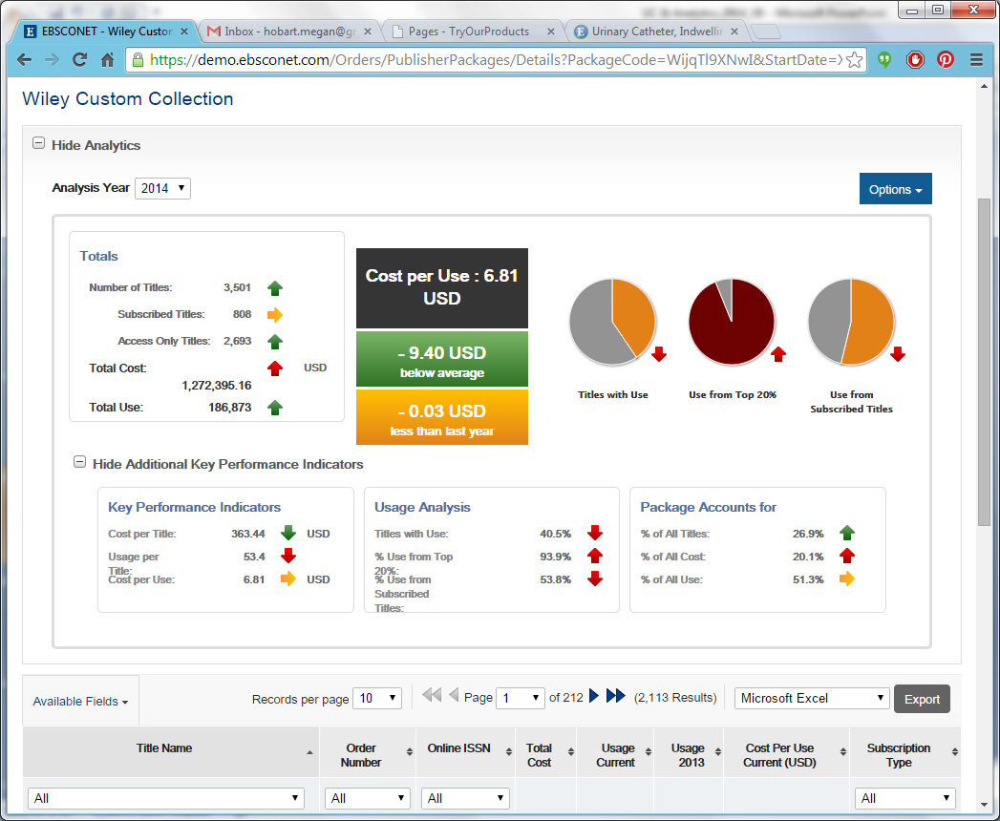 EBSCONET - Wiley Custor
Inbox - hobart.megan@gr
Pages - TryOurProducts
Urinary Catheter, Indwellin
https://demo.ebsconet.com/Orders/PublisherPackages/Details?PackageCode=WijqTl9XNwI&StartDate=X
Wiley Custom Collection
Hide Analytics
Analysis Year 2014
Options
Totals
Number of Titles: 3,501
Subscribed Titles: 808
Access Only Titles: 2,693
Total Cost: USD
1,272,395.16
Total Use: 186,873
Cost per Use : 6.81
USD
- 9.40 USD
below average
- 0.03 USD
less than last year
Titles with Use
Use from Top 20%
Use from
Subscribed Titles
Hide Additional Key Performance Indicators
Key Performance Indicators
Cost per Title: 363.44 USD
Usage per 53.4
Title:
Cost per Use: 6.81 USD
Usage Analysis
Titles with Use: 40.5%
% Use from Top 93.9%
20%:
% Use from 53.8%
Subscribed
Titles:
Package Accounts for
% of All Titles: 26.9%
% of All Cost: 20.1%
% of All Use: 51.3%
Available Fields
Records per page 10
Page 1 of 212 (2,113 Results)
Microsoft Excel
Export
Title Name
Order
Number
Online ISSN
Total
Cost
Usage
Current
Usage
2013
Cost Per Use
Current (USD)
Subscription
Type
All
All
All
All